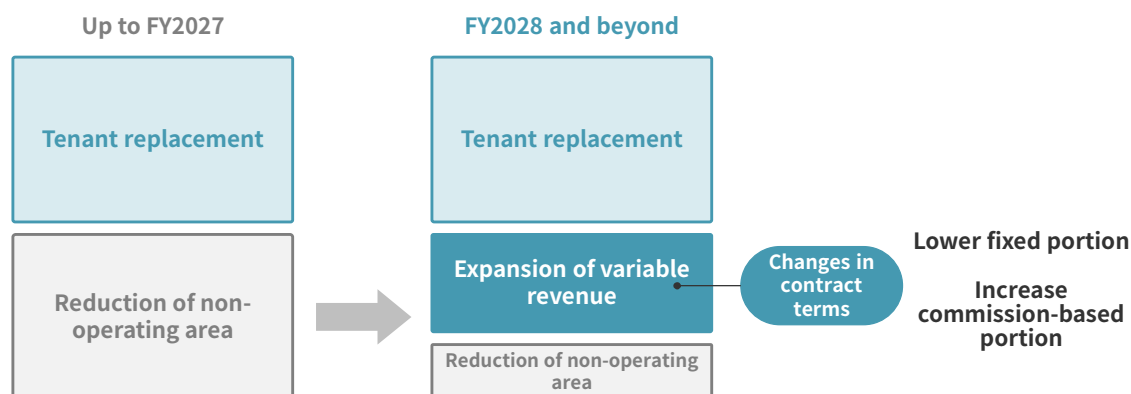 Up to FY2027
FY2028 and beyond
Tenant replacement
Tenant replacement
Reduction of non-
operating area
Expansion of variable
revenue
Changes in
contract
terms
Lower fixed portion
Increase
commission-based
portion
Reduction of non-operating
area